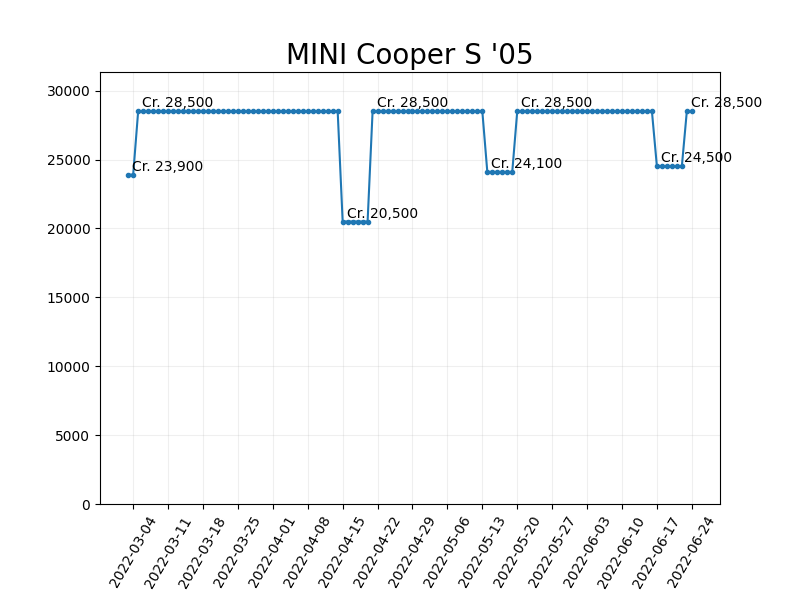 MINI Cooper S '05
30000
25000
20000
15000
10000
5000
0
Cr. 23,900
Cr. 28,500
Cr. 20,500
Cr. 28,500
Cr. 24,100
Cr. 28,500
Cr. 24,500
Cr. 28,500
2022-03-04
2022-03-11
2022-03-18
2022-03-25
2022-04-01
2022-04-08
2022-04-15
2022-04-22
2022-04-29
2022-05-06
2022-05-13
2022-05-20
2022-05-27
2022-06-03
2022-06-10
2022-06-17
2022-06-24